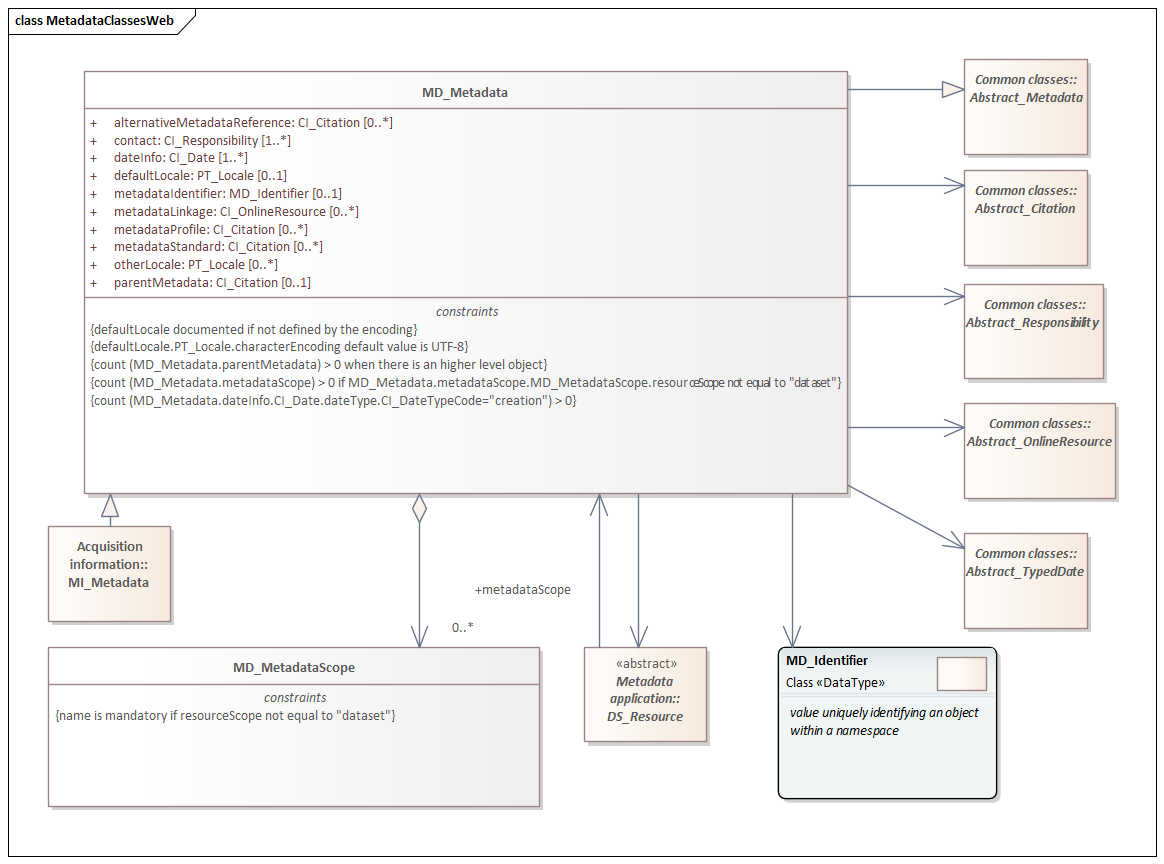 class MetadataClassesWeb
MD_Metadata
+ alternativeMetadataReference: CI_Citation [0..*]
+ contact: CI_Responsibility [1..*]
+ dateInfo: CI_Date [1..*]
+ defaultLocale: PT_Locale [0..1]
+ metadataIdentifier: MD_Identifier [0..1]
+ metadataLinkage: CI_OnlineResource [0..*]
+ metadataProfile: CI_Citation [0..*]
+ metadataStandard: CI_Citation [0..*]
+ otherLocale: PT_Locale [0..*]
+ parentMetadata: CI_Citation [0..1]
constraints
{defaultLocale documented if not defined by the encoding}
{defaultLocale.PT_Locale.characterEncoding default value is UTF-8}
{count (MD_Metadata.parentMetadata) > 0 when there is an higher level object}
{count (MD_Metadata.metadataScope) > 0 if MD_Metadata.metadataScope.MD_MetadataScope.resourceScope not equal to "dataset"}
{count (MD_Metadata.dateInfo.CI_Date.dateType.CI_DateTypeCode="creation") > 0}
Common classes::
Abstract_Metadata
Common classes::
Abstract_Citation
Common classes::
Abstract_Responsibility
Common classes::
Abstract_OnlineResource
Common classes::
Abstract_TypedDate
Acquisition
information::
MI_Metadata
+metadataScope
0..*
MD_MetadataScope
constraints
{name is mandatory if resourceScope not equal to "dataset"}
«abstract»
Metadata
application::
DS_Resource
MD_Identifier
Class «DataType»
value uniquely identifying an object
within a namespace